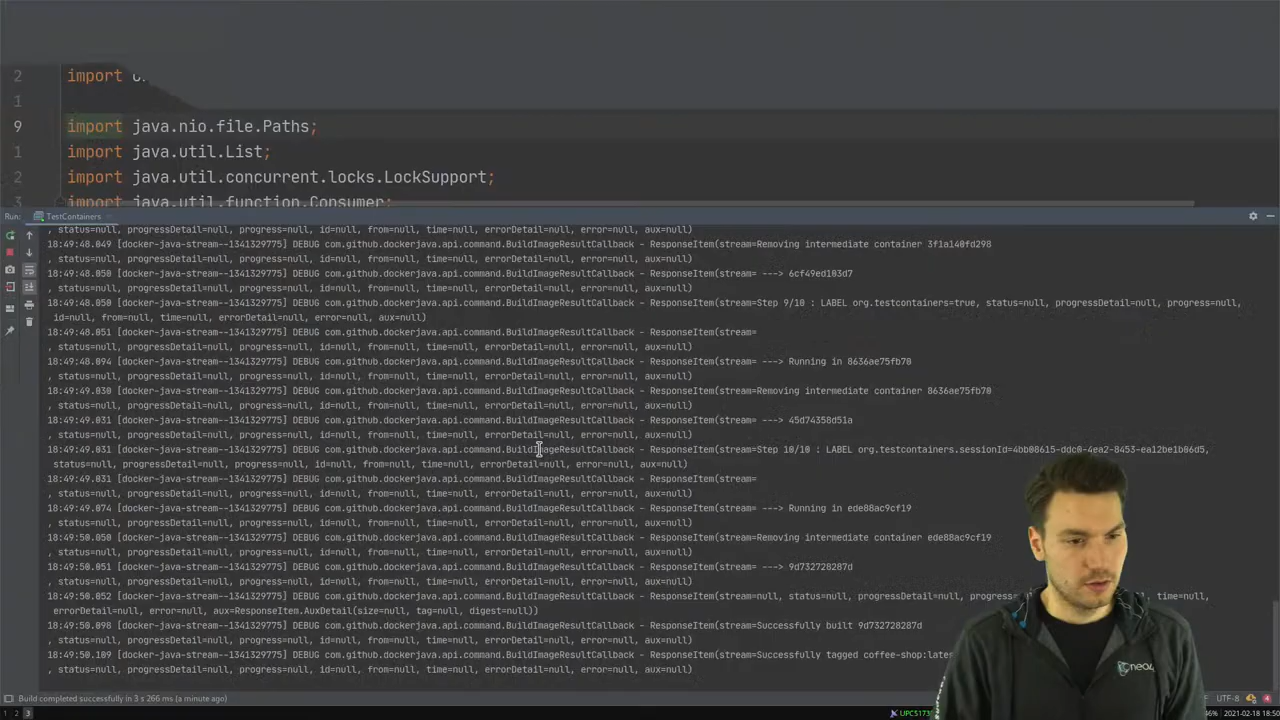 2 import
1
9 import java.nio.file.Paths;
1 import java.util.List;
2 import java.util.concurrent.locks.LockSupport;
3 import java.util.function.Consumer;
Run: TestContainers
, status=null, progressDetail=null, progress=null, id=null, from=null, time=null, errorDetail=null, error=null, aux=null)
18:49:48.049 [docker-java-stream--1341329775] DEBUG com.github.dockerjava.api.command.BuildImageResultCallback - ResponseItem(stream=Removing intermediate container 3f1a140fd298
, status=null, progressDetail=null, progress=null, id=null, from=null, time=null, errorDetail=null, error=null, aux=null)
18:49:48.050 [docker-java-stream--1341329775] DEBUG com.github.dockerjava.api.command.BuildImageResultCallback - ResponseItem(stream= ---> 6cf49ed103d7
, status=null, progressDetail=null, progress=null, id=null, from=null, time=null, errorDetail=null, error=null, aux=null)
18:49:48.050 [docker-java-stream--1341329775] DEBUG com.github.dockerjava.api.command.BuildImageResultCallback - ResponseItem(stream=Step 9/10 : LABEL org.testcontainers=true, status=null, progressDetail=null, progress=null,
id=null, from=null, time=null, errorDetail=null, error=null, aux=null)
18:49:48.051 [docker-java-stream--1341329775] DEBUG com.github.dockerjava.api.command.BuildImageResultCallback - ResponseItem(stream=
, status=null, progressDetail=null, progress=null, id=null, from=null, time=null, errorDetail=null, error=null, aux=null)
18:49:48.094 [docker-java-stream--1341329775] DEBUG com.github.dockerjava.api.command.BuildImageResultCallback - ResponseItem(stream= ---> Running in 8636ae75fb70
, status=null, progressDetail=null, progress=null, id=null, from=null, time=null, errorDetail=null, error=null, aux=null)
18:49:49.030 [docker-java-stream--1341329775] DEBUG com.github.dockerjava.api.command.BuildImageResultCallback - ResponseItem(stream=Removing intermediate container 8636ae75fb70
, status=null, progressDetail=null, progress=null, id=null, from=null, time=null, errorDetail=null, error=null, aux=null)
18:49:49.031 [docker-java-stream--1341329775] DEBUG com.github.dockerjava.api.command.BuildImageResultCallback - ResponseItem(stream= ---> 45d74358d51a
, status=null, progressDetail=null, progress=null, id=null, from=null, time=null, errorDetail=null, error=null, aux=null)
18:49:49.031 [docker-java-stream--1341329775] DEBUG com.github.dockerjava.api.command.BuildImageResultCallback - ResponseItem(stream=Step 10/10 : LABEL org.testcontainers.sessionId=4bb08615-ddc0-4ea2-8453-ea12be1b06d5,
status=null, progressDetail=null, progress=null, id=null, from=null, time=null, errorDetail=null, error=null, aux=null)
18:49:49.031 [docker-java-stream--1341329775] DEBUG com.github.dockerjava.api.command.BuildImageResultCallback - ResponseItem(stream=
, status=null, progressDetail=null, progress=null, id=null, from=null, time=null, errorDetail=null, error=null, aux=null)
18:49:49.074 [docker-java-stream--1341329775] DEBUG com.github.dockerjava.api.command.BuildImageResultCallback - ResponseItem(stream= ---> Running in ede88ac9cf19
, status=null, progressDetail=null, progress=null, id=null, from=null, time=null, errorDetail=null, error=null, aux=null)
18:49:50.050 [docker-java-stream--1341329775] DEBUG com.github.dockerjava.api.command.BuildImageResultCallback - ResponseItem(stream=Removing intermediate container ede88ac9cf19
, status=null, progressDetail=null, progress=null, id=null, from=null, time=null, errorDetail=null, error=null, aux=null)
18:49:50.051 [docker-java-stream--1341329775] DEBUG com.github.dockerjava.api.command.BuildImageResultCallback - ResponseItem(stream= ---> 9d732728287d
, status=null, progressDetail=null, progress=null, id=null, from=null, time=null, errorDetail=null, error=null, aux=null)
18:49:50.052 [docker-java-stream--1341329775] DEBUG com.github.dockerjava.api.command.BuildImageResultCallback - ResponseItem(stream=null, status=null, progressDetail=null, time=null,
errorDetail=null, error=null, aux=ResponseItem.AuxDetail(size=null, tag=null, digest=null))
18:49:50.098 [docker-java-stream--1341329775] DEBUG com.github.dockerjava.api.command.BuildImageResultCallback - ResponseItem(stream=Successfully built 9d732728287d
, status=null, progressDetail=null, progress=null, id=null, from=null, time=null, errorDetail=null, error=null, aux=null)
18:49:50.109 [docker-java-stream--1341329775] DEBUG com.github.dockerjava.api.command.BuildImageResultCallback - ResponseItem(stream=Successfully tagged coffee-shop:lates
, status=null, progressDetail=null, progress=null, id=null, from=null, time=null, errorDetail=null, error=null, aux=null)
Build completed successfully in 3 s 266 ms (a minute ago)
UTF-8
4
1 2 3
46% 2021-02-18 18:50